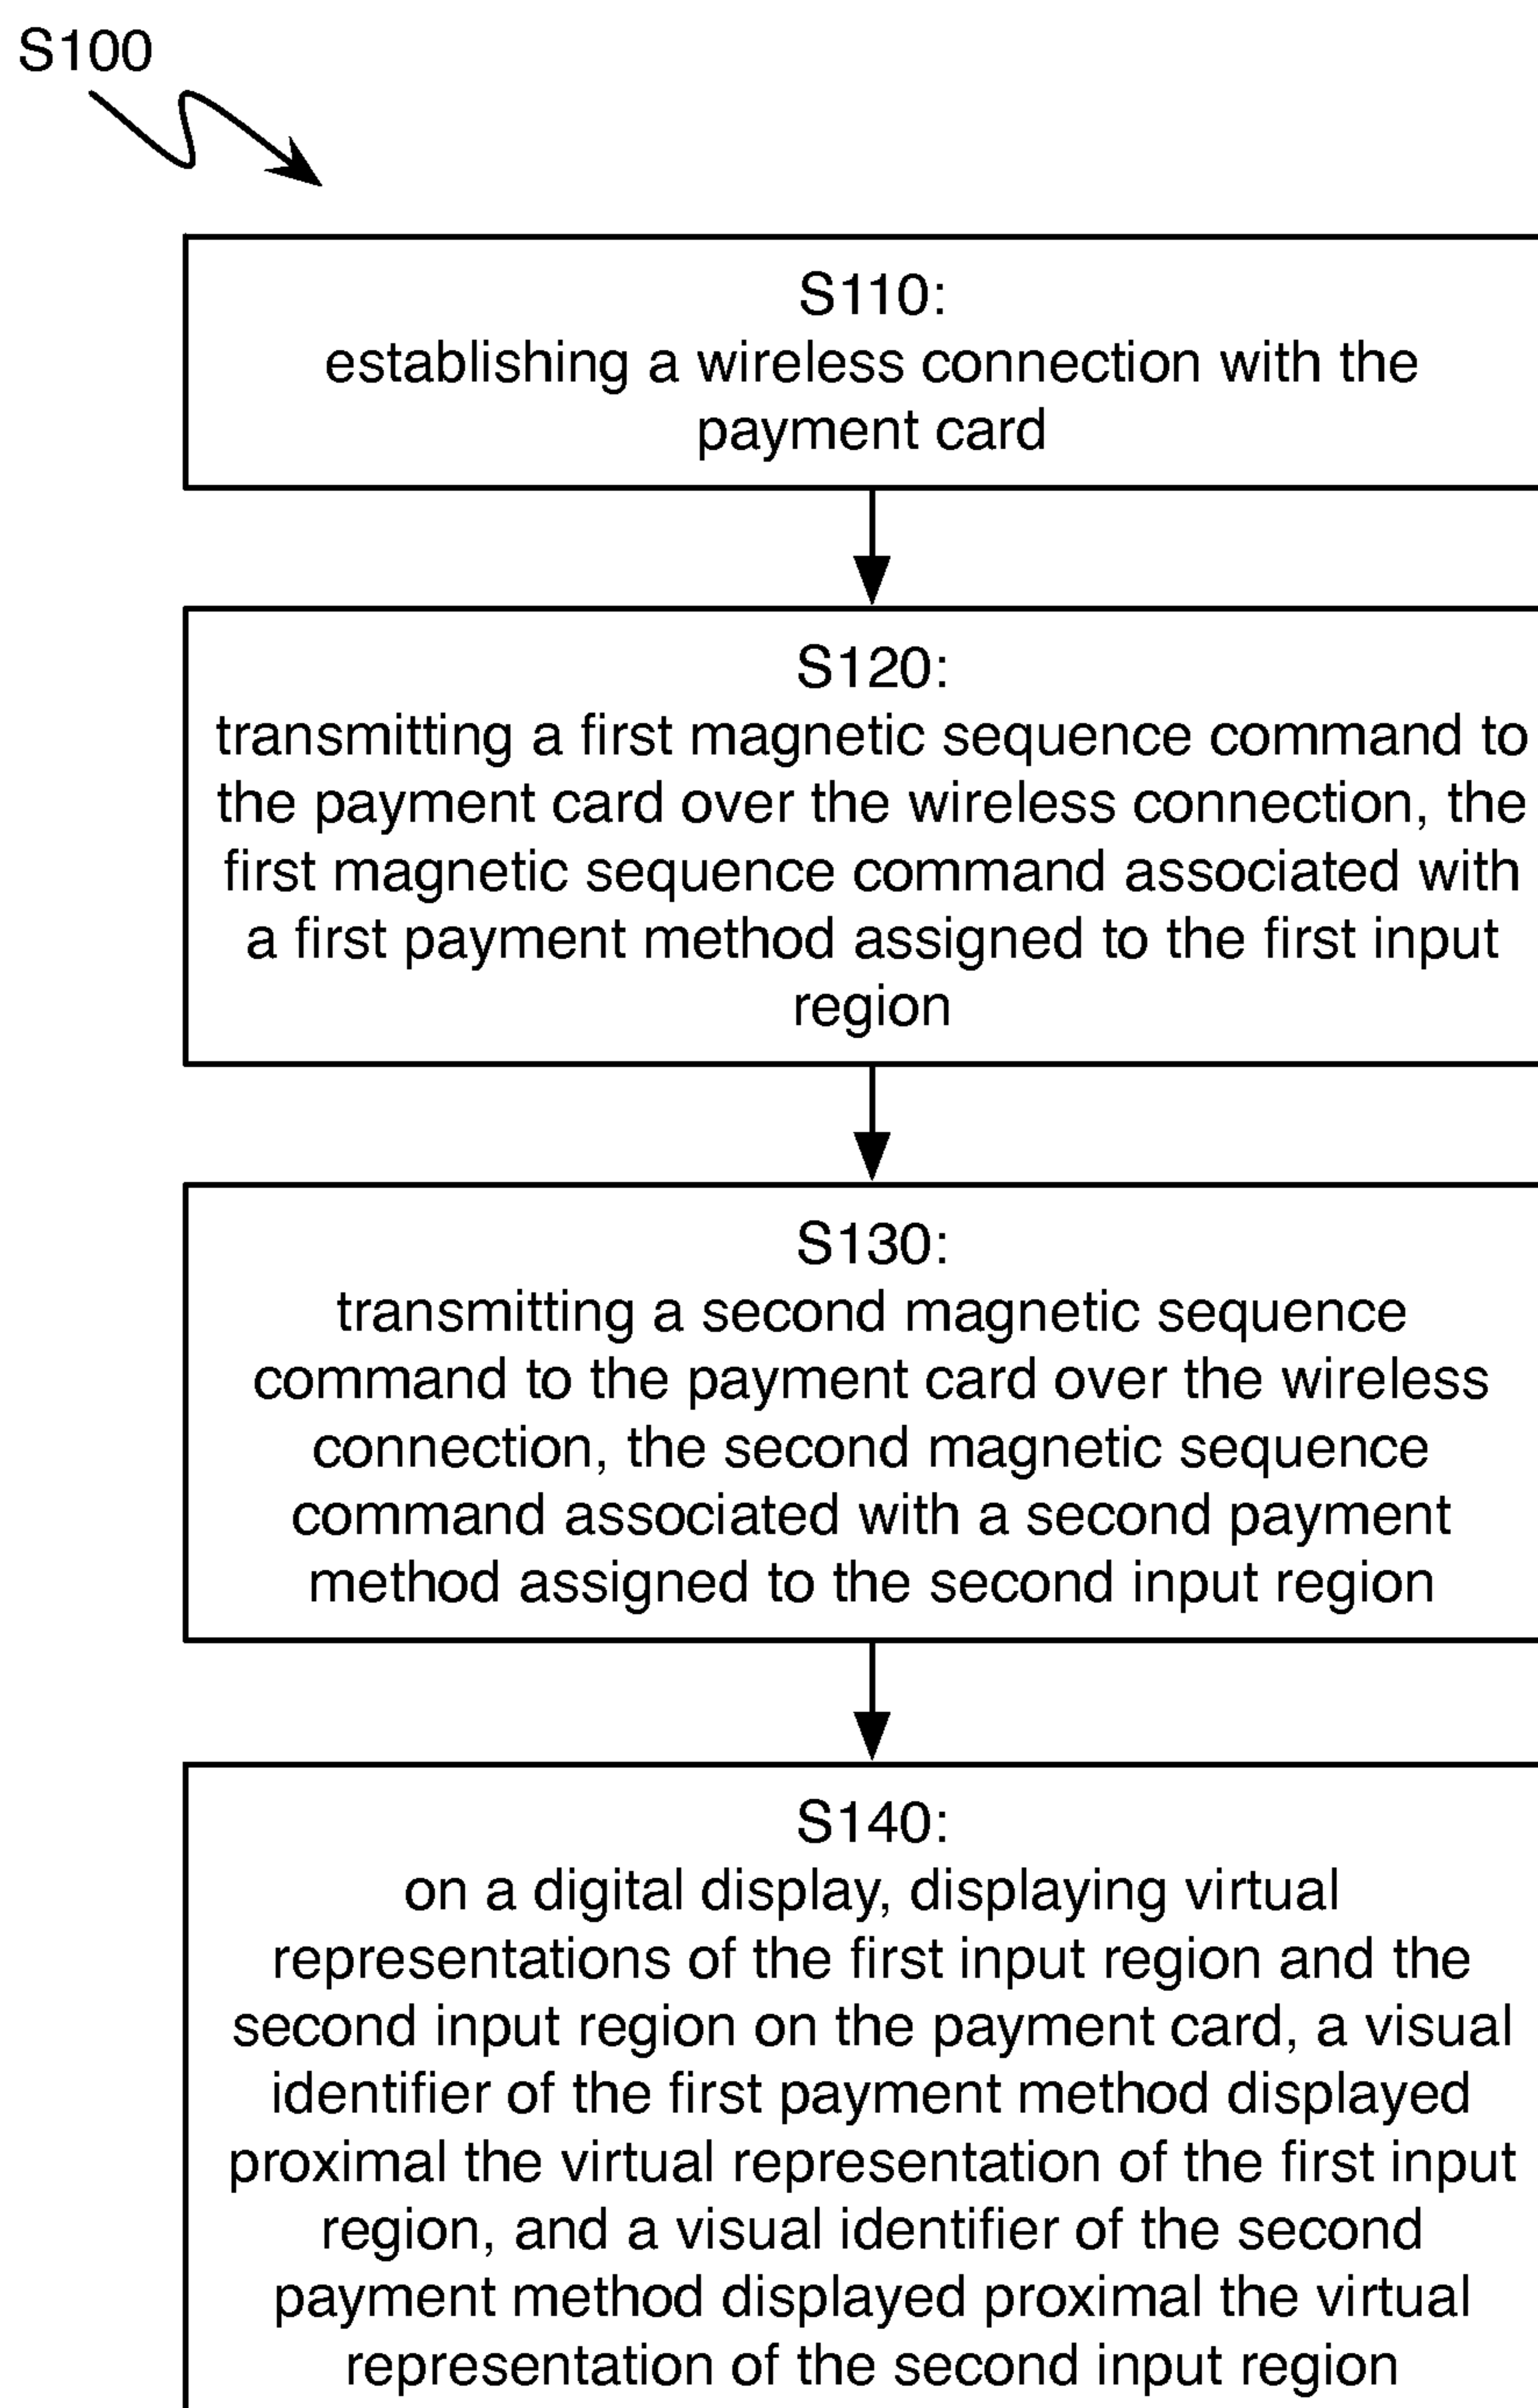 S100
S110:
establishing a wireless connection with the
payment card
S120:
transmitting a first magnetic sequence command to
the payment card over the wireless connection, the
first magnetic sequence command associated with
a first payment method assigned to the first input
region
S130:
transmitting a second magnetic sequence
command to the payment card over the wireless
connection, the second magnetic sequence
command associated with a second payment
method assigned to the second input region
S140:
on a digital display, displaying virtual
representations of the first input region and the
second input region on the payment card, a visual
identifier of the first payment method displayed
proximal the virtual representation of the first input
region, and a visual identifier of the second
payment method displayed proximal the virtual
representation of the second input region